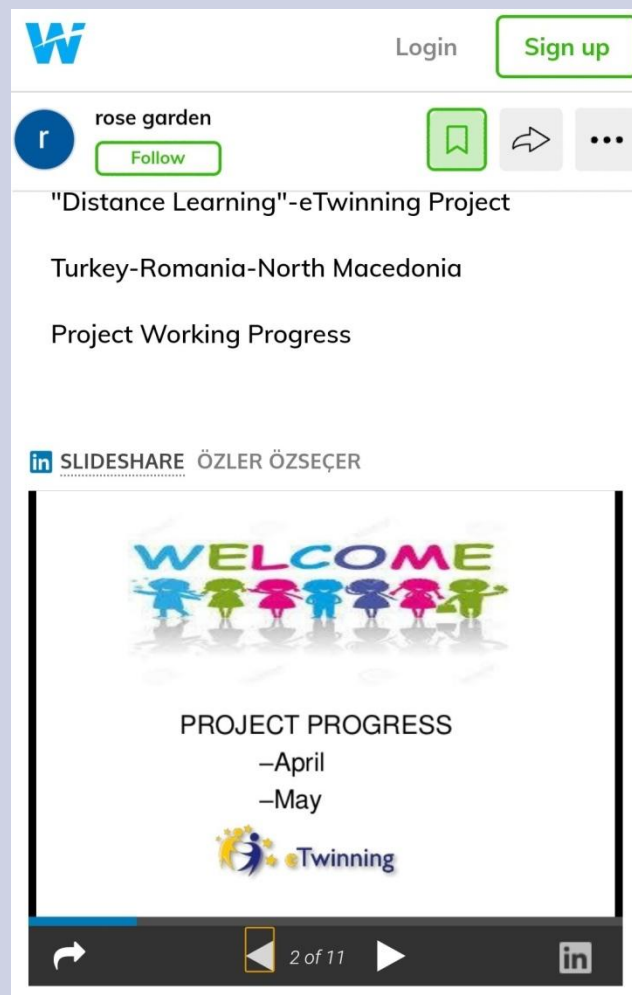 W
Login
Sign up
r
rose garden
Follow
"Distance Learning"-eTwinning Project
Turkey-Romania-North Macedonia
Project Working Progress
in SLIDESHARE ÖZLER ÖZSEÇER
WELCOME
PROJECT PROGRESS
–April
–May
eTwinning
2 of 11
in